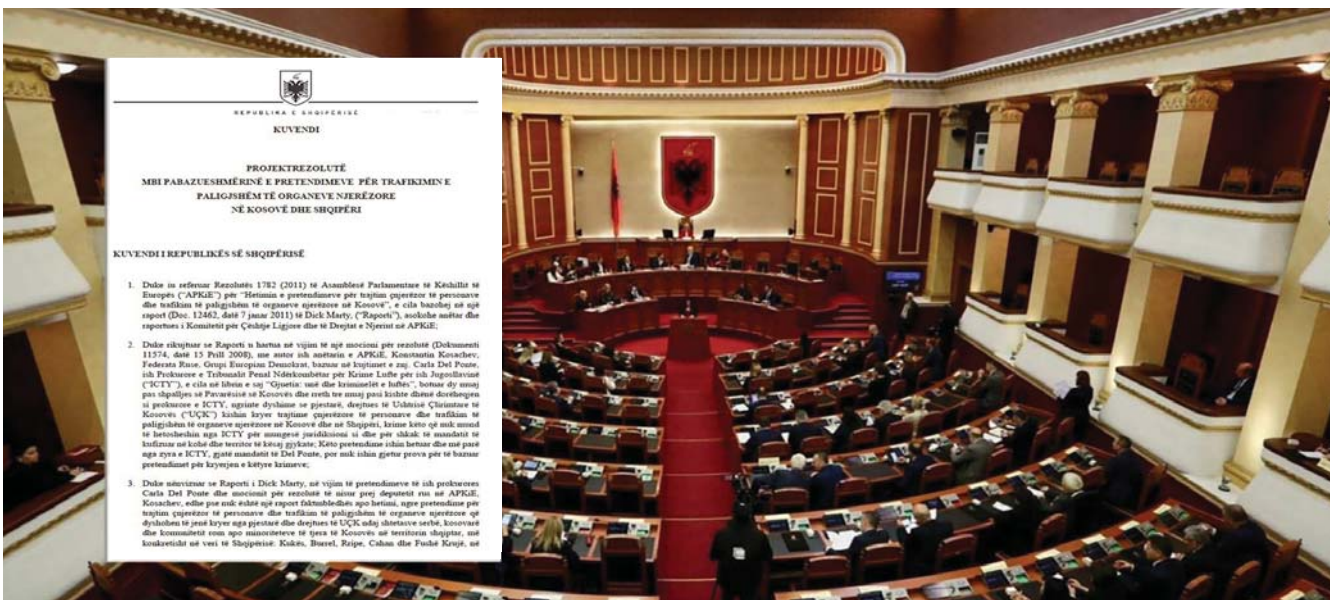 REPUBLIKA E SHQIPËRISË
KUVENDI
PROJEKTREZOLUTË
MBI PABAZUESHMËRINË E PRETENDIMEVE PËR TRAFIKIMIN E
PALIGJSHËM TË ORGANEVE NJERËZORE
NË KOSOVË DHE SHQIPËRI
KUVENDI I REPUBLIKËS SË SHQIPËRISË
1. Duke iu referuar Rezolutës 1782 (2011) të Asamblesë Parlamentare të Këshillit të
Europës ("APKiE") për "Hetimin e pretendimeve për trajtim çnjerëzor të personave
dhe trafikim të paligjshëm të organeve njerëzore në Kosovë", e cila bazohej në një
raport (Doc. 12462, datë 7 janar 2011) të Dick Marty, ("Raporti"), asokohe anëtar dhe
raportues i Komitetit për Çështje Ligjore dhe të Drejtat e Njeriut në APKiE;
2. Duke rikujtuar se Raporti u hartua në vijim të një mocioni për rezolutë (Dokumenti
11574, datë 15 Prill 2008), me autor ish anëtarin e APKiE, Konstantin Kosachev,
Federata Ruse, Grupi Europian Demokrat, bazuar në kujtimet e znj. Carla Del Ponte,
ish Prokurore e Tribunalit Penal Ndërkombëtar për Krime Lufte për ish Jugosllavinë
("ICTY"), e cila në librin e saj "Gjuetia: unë dhe kriminelët e luftës", botuar dy muaj
pas shpalljes së Pavarësisë së Kosovës dhe rreth tre muaj pasi kishte dhënë dorëheqjen
si prokurore e ICTY, ngrinte dyshime se pjestarë, drejtues të Ushtrisë Çlirimtare të
Kosovës ("UÇK") kishin kryer trajtime çnjerëzore të personave dhe trafikim të
paligjshëm të organeve njerëzore në Kosovë dhe në Shqipëri, krime këto që nuk mund
të hetoheshin nga ICTY për mungesë juridiksioni si dhe për shkak të mandatit të
kufizuar në kohë dhe territor të kësaj gjykate; Këto pretendime ishin hetuar dhe më parë
nga zyra e ICTY, gjatë mandatit të Del Ponte, por nuk ishin gjetur prova për të bazuar
pretendimet për kryerjen e këtyre krimeve;
3. Duke nënvizuar se Raporti i Dick Marty, në vijim të pretendimeve të ish prokurores
Carla Del Ponte dhe mocionit për rezolutë të nisur prej deputetit rus në APKiE,
Kosachev, edhe pse nuk është një raport faktmbledhës apo hetimi, ngre pretendime për
trajtim çnjerëzor të personave dhe trafikim të paligjshëm të organeve njerëzore që
dyshohen të jenë kryer nga pjestarë dhe drejtues të UÇK ndaj shtetasve serbë, kosovarë
dhe komunitetit rom apo minoriteteve të tjera të Kosovës në territorin shqiptar, më
konkretisht në veri të Shqipërisë: Kukës, Burrel, Rripe, Cahan dhe Fushë Krujë, në